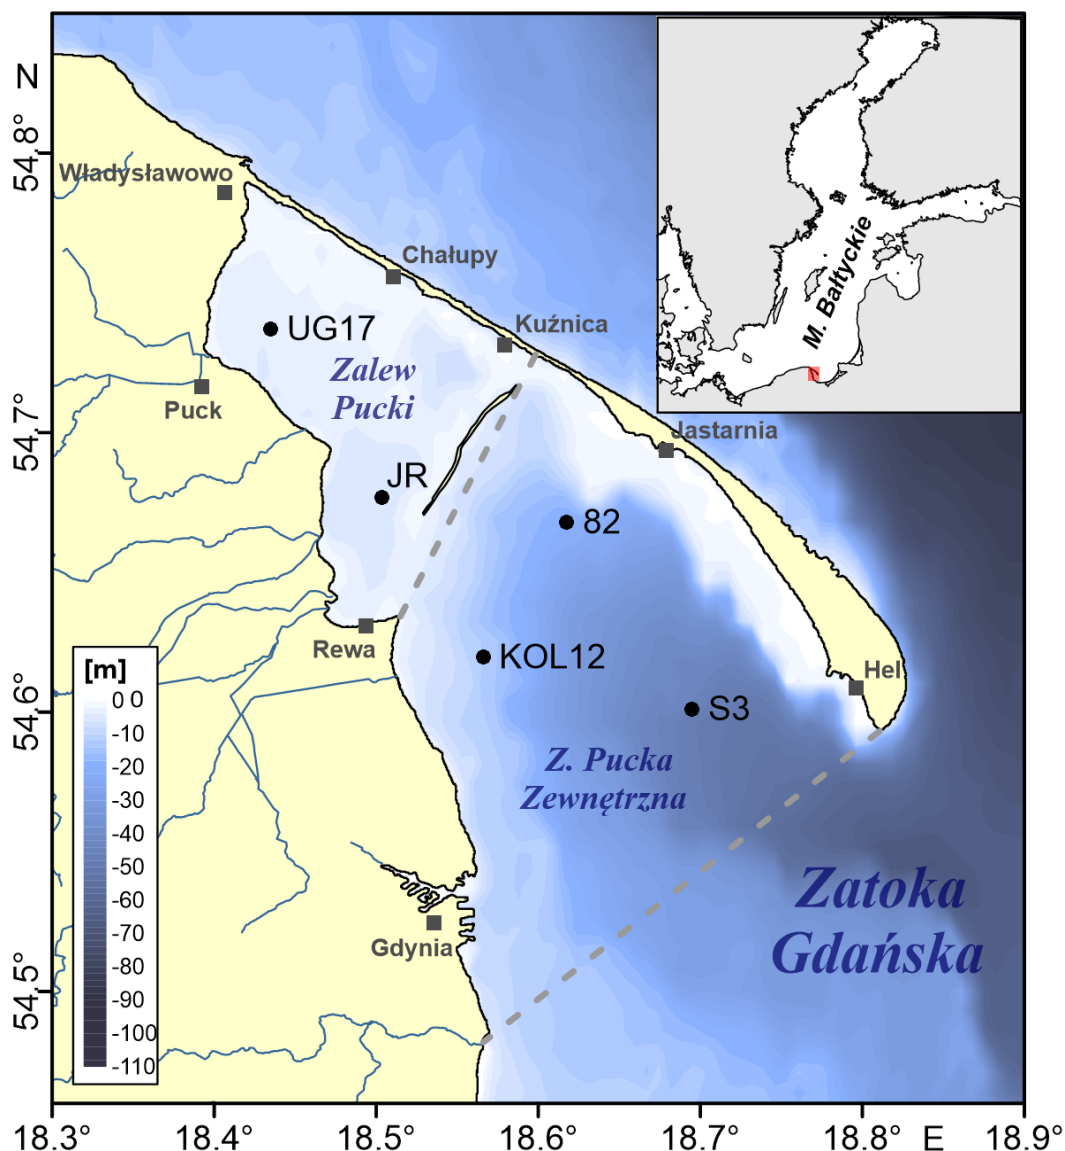 N
54.8°
54.7°
54.6°
54.5°
Władysławowo
Chałupy
Kuźnica
UG17
Zalew
Pucki
Puck
Jastarnia
JR
82
Rewa
KOL12
Hel
S3
Z. Pucka
Zewnętrzna
Zatoka
Gdańska
Gdynia
M. Bałtyckie
[m]
0 0
-10
-20
-30
-40
-50
-60
-70
-80
-90
-100
-110
18.3°
18.4°
18.5°
18.6°
18.7°
18.8°
E
18.9°